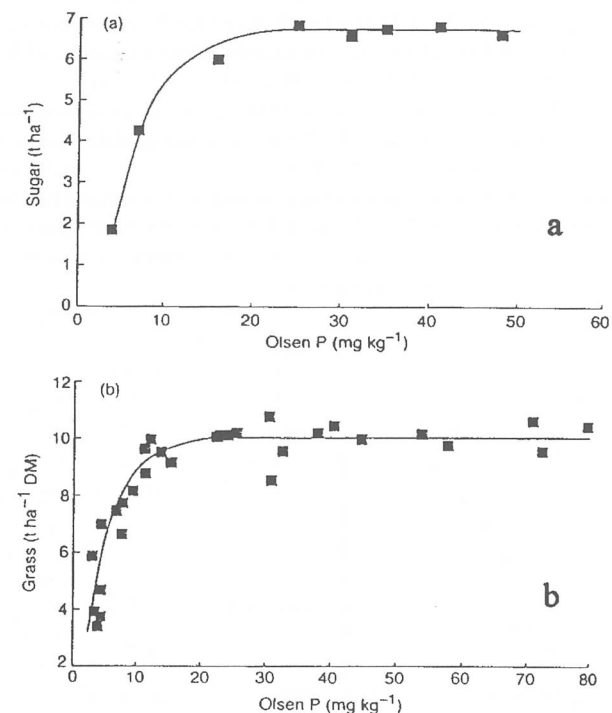 (a)
7
6
5
4
3
2
1
0
Sugar (t ha⁻¹)
a
0 10 20 30 40 50 60
Olsen P (mg kg⁻¹)
(b)
12
10
8
6
4
2
Grass (t ha⁻¹ DM)
b
0 10 20 30 40 50 60 70 80
Olsen P (mg kg⁻¹)